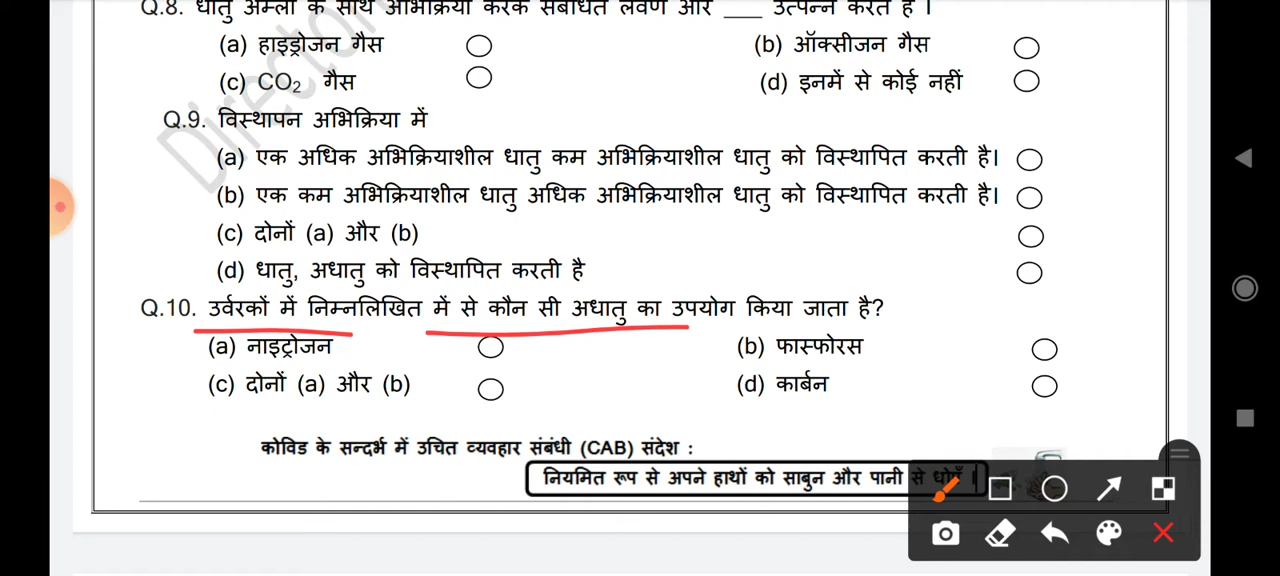 Q.8. धातु अम्लों के साथ अभिक्रिया करके संबंधित लवण और ___ उत्पन्न करते हैं ।
(a) हाइड्रोजन गैस (b) ऑक्सीजन गैस
(c) CO₂ गैस (d) इनमें से कोई नहीं
Q.9. विस्थापन अभिक्रिया में
(a) एक अधिक अभिक्रियाशील धातु कम अभिक्रियाशील धातु को विस्थापित करती है।
(b) एक कम अभिक्रियाशील धातु अधिक अभिक्रियाशील धातु को विस्थापित करती है।
(c) दोनों (a) और (b)
(d) धातु, अधातु को विस्थापित करती है
Q.10. उर्वरकों में निम्नलिखित में से कौन सी अधातु का उपयोग किया जाता है?
(a) नाइट्रोजन (b) फास्फोरस
(c) दोनों (a) और (b) (d) कार्बन
कोविड के सन्दर्भ में उचित व्यवहार संबंधी (CAB) संदेश :
नियमित रूप से अपने हाथों को साबुन और पानी से धोएँ ।